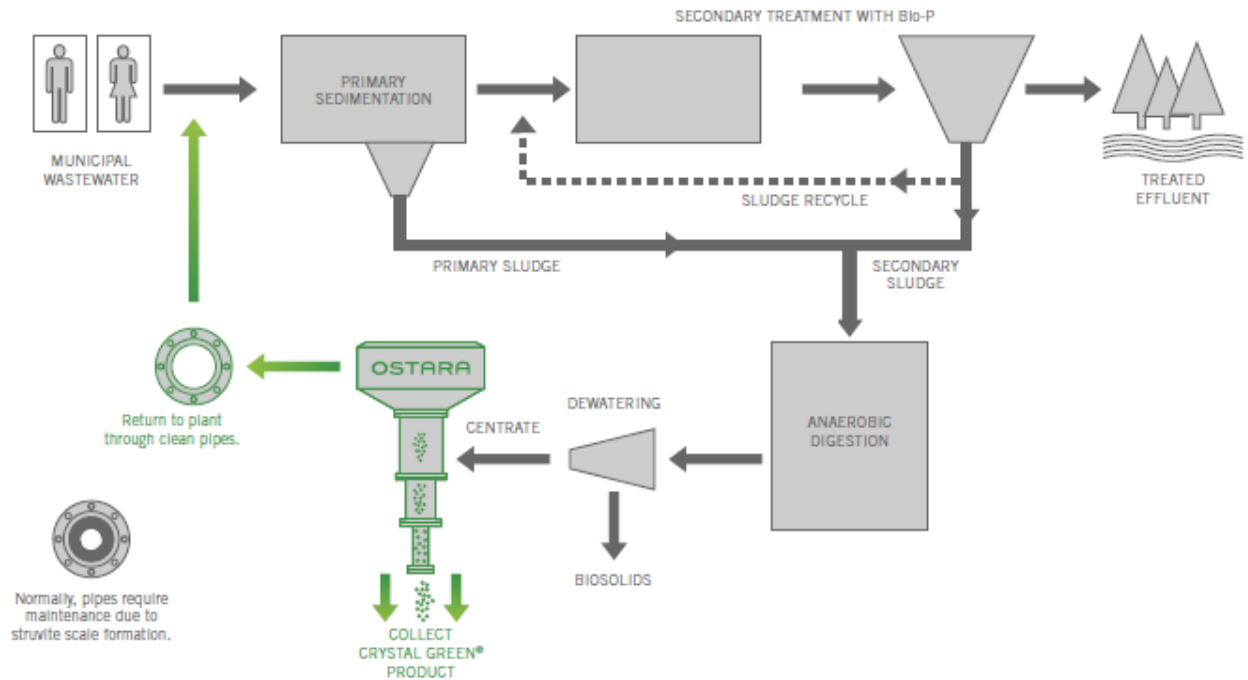 SECONDARY TREATMENT WITH Bio-P
PRIMARY
SEDIMENTATION
MUNICIPAL
WASTEWATER
SLUDGE RECYCLE
TREATED
EFFLUENT
PRIMARY SLUDGE
SECONDARY
SLUDGE
OSTARA
Return to plant
through clean pipes.
CENTRATE
DEWATERING
ANAEROBIC
DIGESTION
BIOSOLIDS
Normally, pipes require
maintenance due to
struvite scale formation.
COLLECT
CRYSTAL GREEN®
PRODUCT